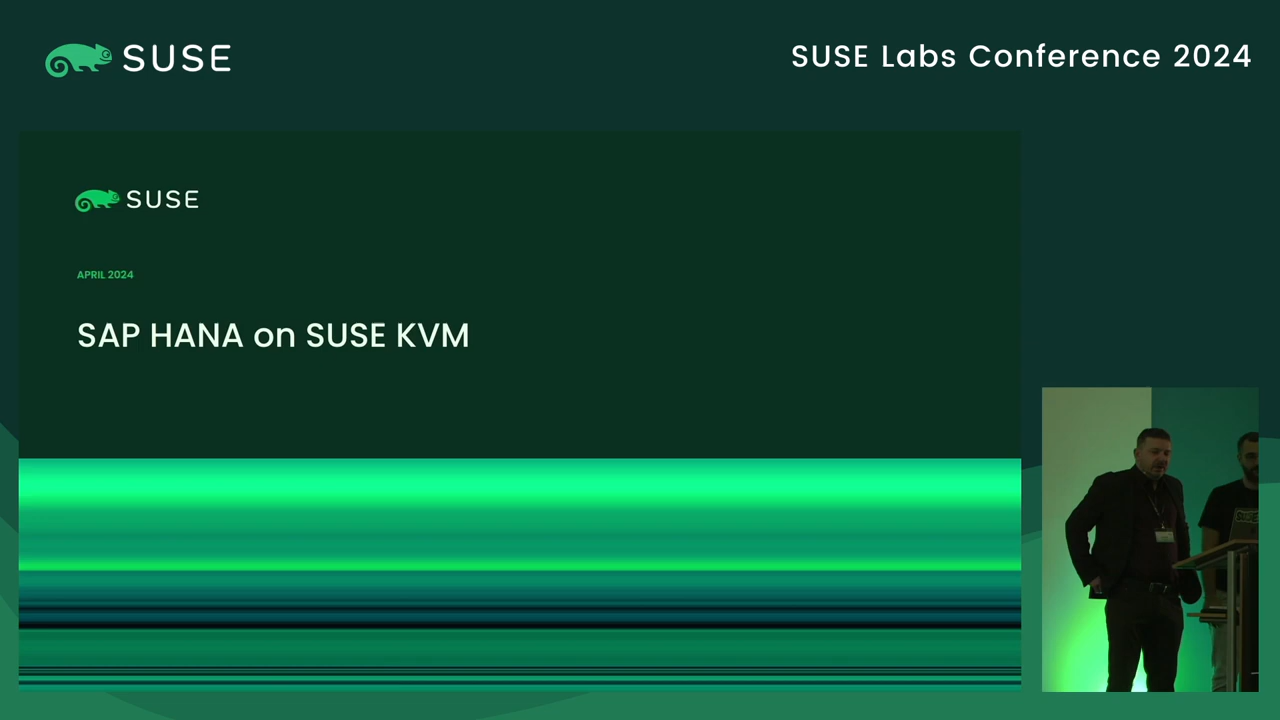 SUSE
SUSE Labs Conference 2024
SUSE
APRIL 2024
SAP HANA on SUSE KVM